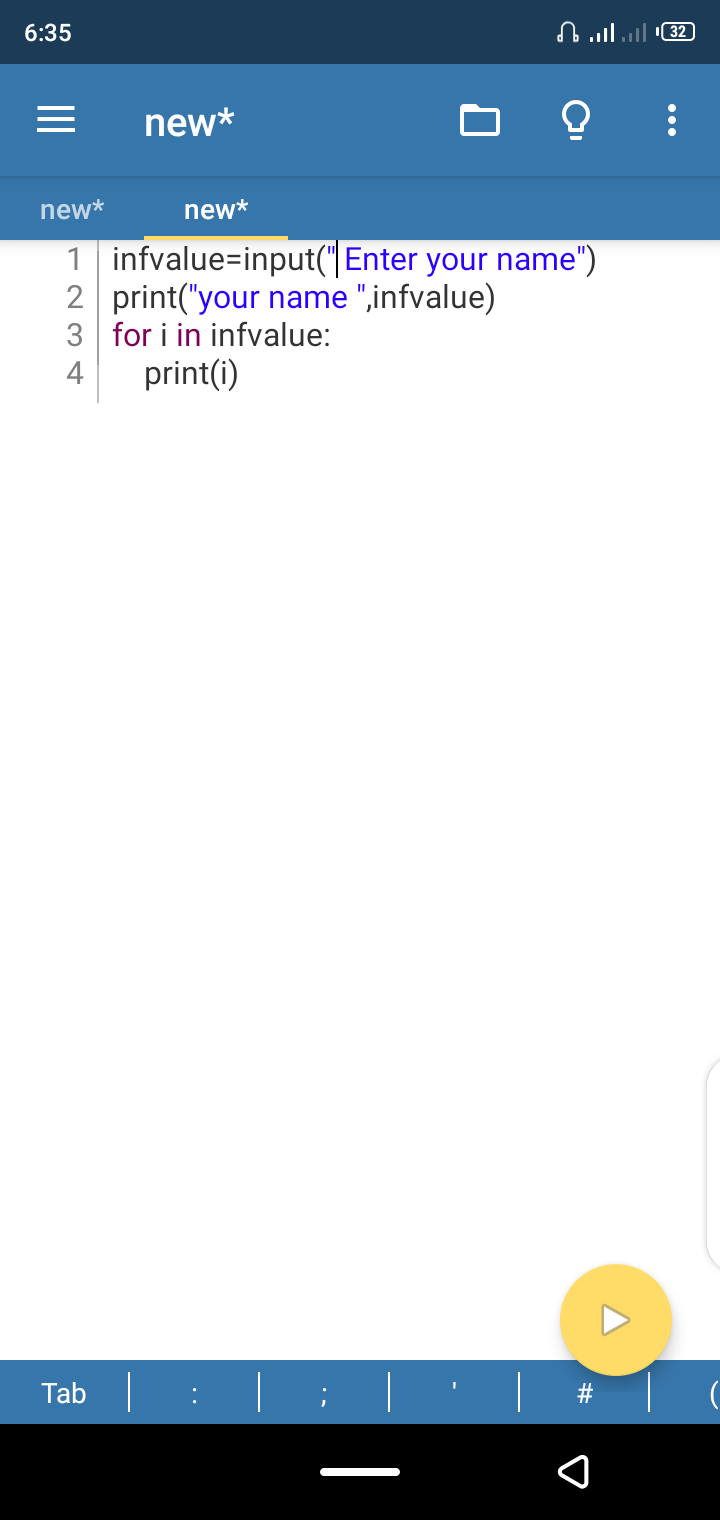 6:35
32
new*
new* new*
1 infvalue=input(" Enter your name")
2 print("your name ",infvalue)
3 for i in infvalue:
4     print(i)
Tab : ; ' # (